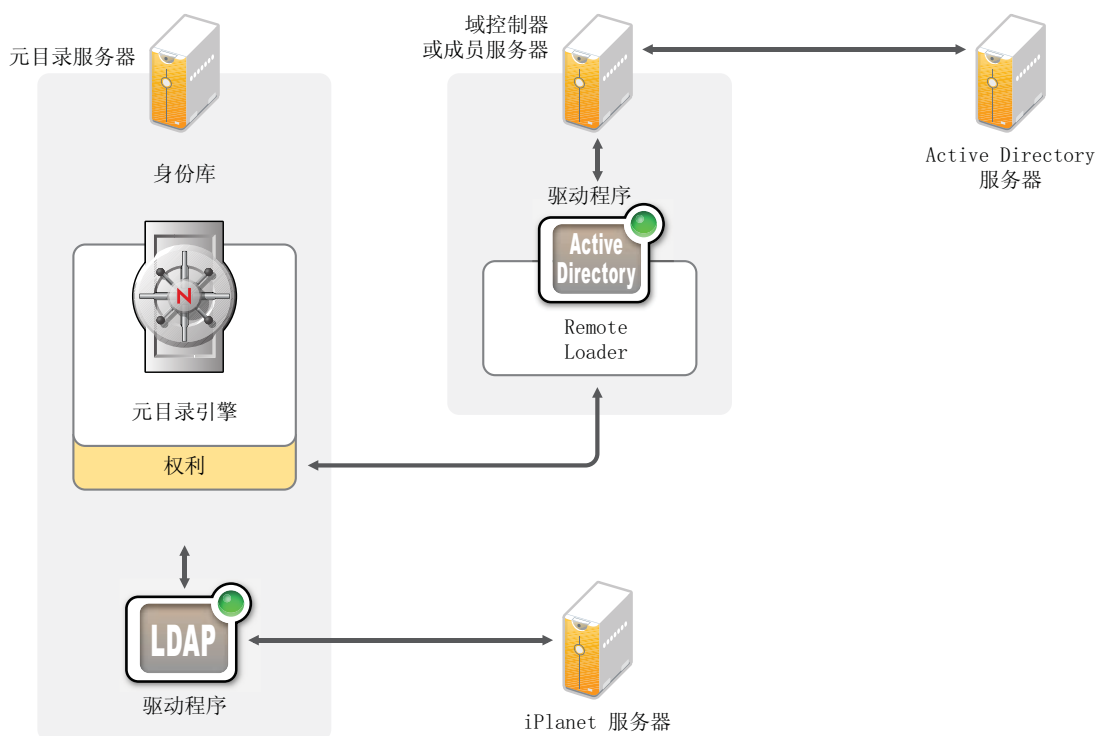 元目录服务器
域控制器
或成员服务器
Active Directory
服务器
身份库
驱动程序
Active
Directory
N
Remote
Loader
元目录引擎
权利
LDAP
驱动程序
iPlanet 服务器